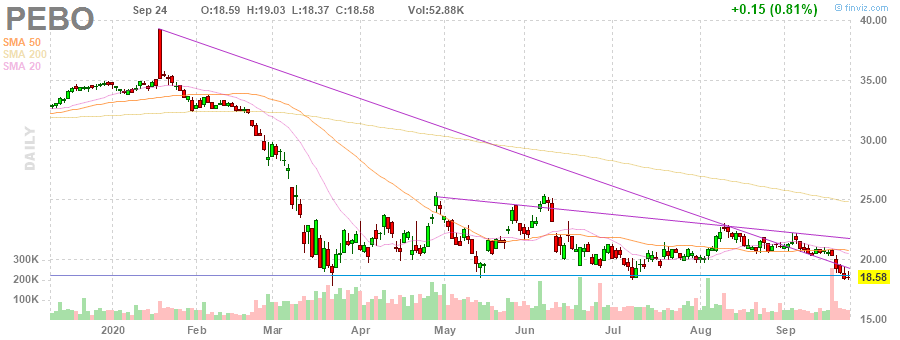 PEBO Sep 24 O:18.59 H:19.03 L:18.37 C:18.58 Vol:52.88K +0.15 (0.81%) © finviz.com
SMA 50
SMA 200
SMA 20
DAILY
40.00
35.00
30.00
25.00
300K 20.00
200K 18.58
100K
15.00
2020 Feb Mar Apr May Jun Jul Aug Sep